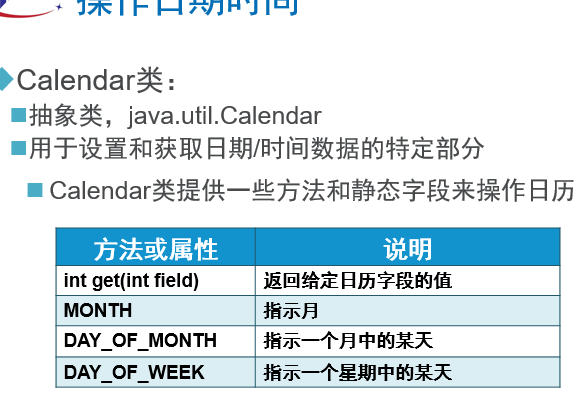 操作日期时间
Calendar类：
抽象类，java.util.Calendar
用于设置和获取日期/时间数据的特定部分
Calendar类提供一些方法和静态字段来操作日历
方法或属性 说明
int get(int field) 返回给定日历字段的值
MONTH 指示月
DAY_OF_MONTH 指示一个月中的某天
DAY_OF_WEEK 指示一个星期中的某天